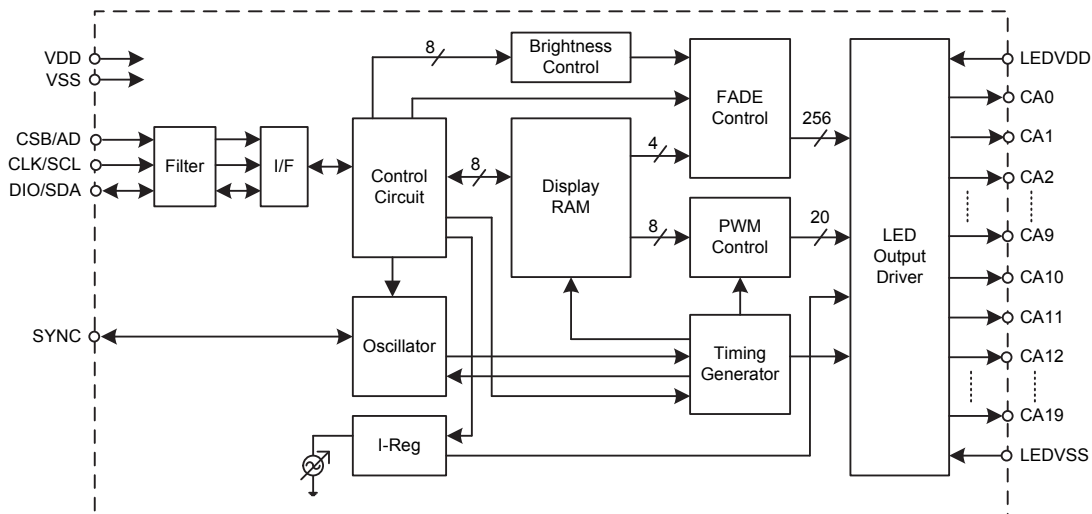 VDD
VSS
CSB/AD
CLK/SCL
DIO/SDA
SYNC
Filter
I/F
8
Brightness
Control
Control
Circuit
8
Display
RAM
4
8
FADE
Control
256
PWM
Control
20
Oscillator
Timing
Generator
I-Reg
LED
Output
Driver
LEDVDD
CA0
CA1
CA2
CA9
CA10
CA11
CA12
CA19
LEDVSS